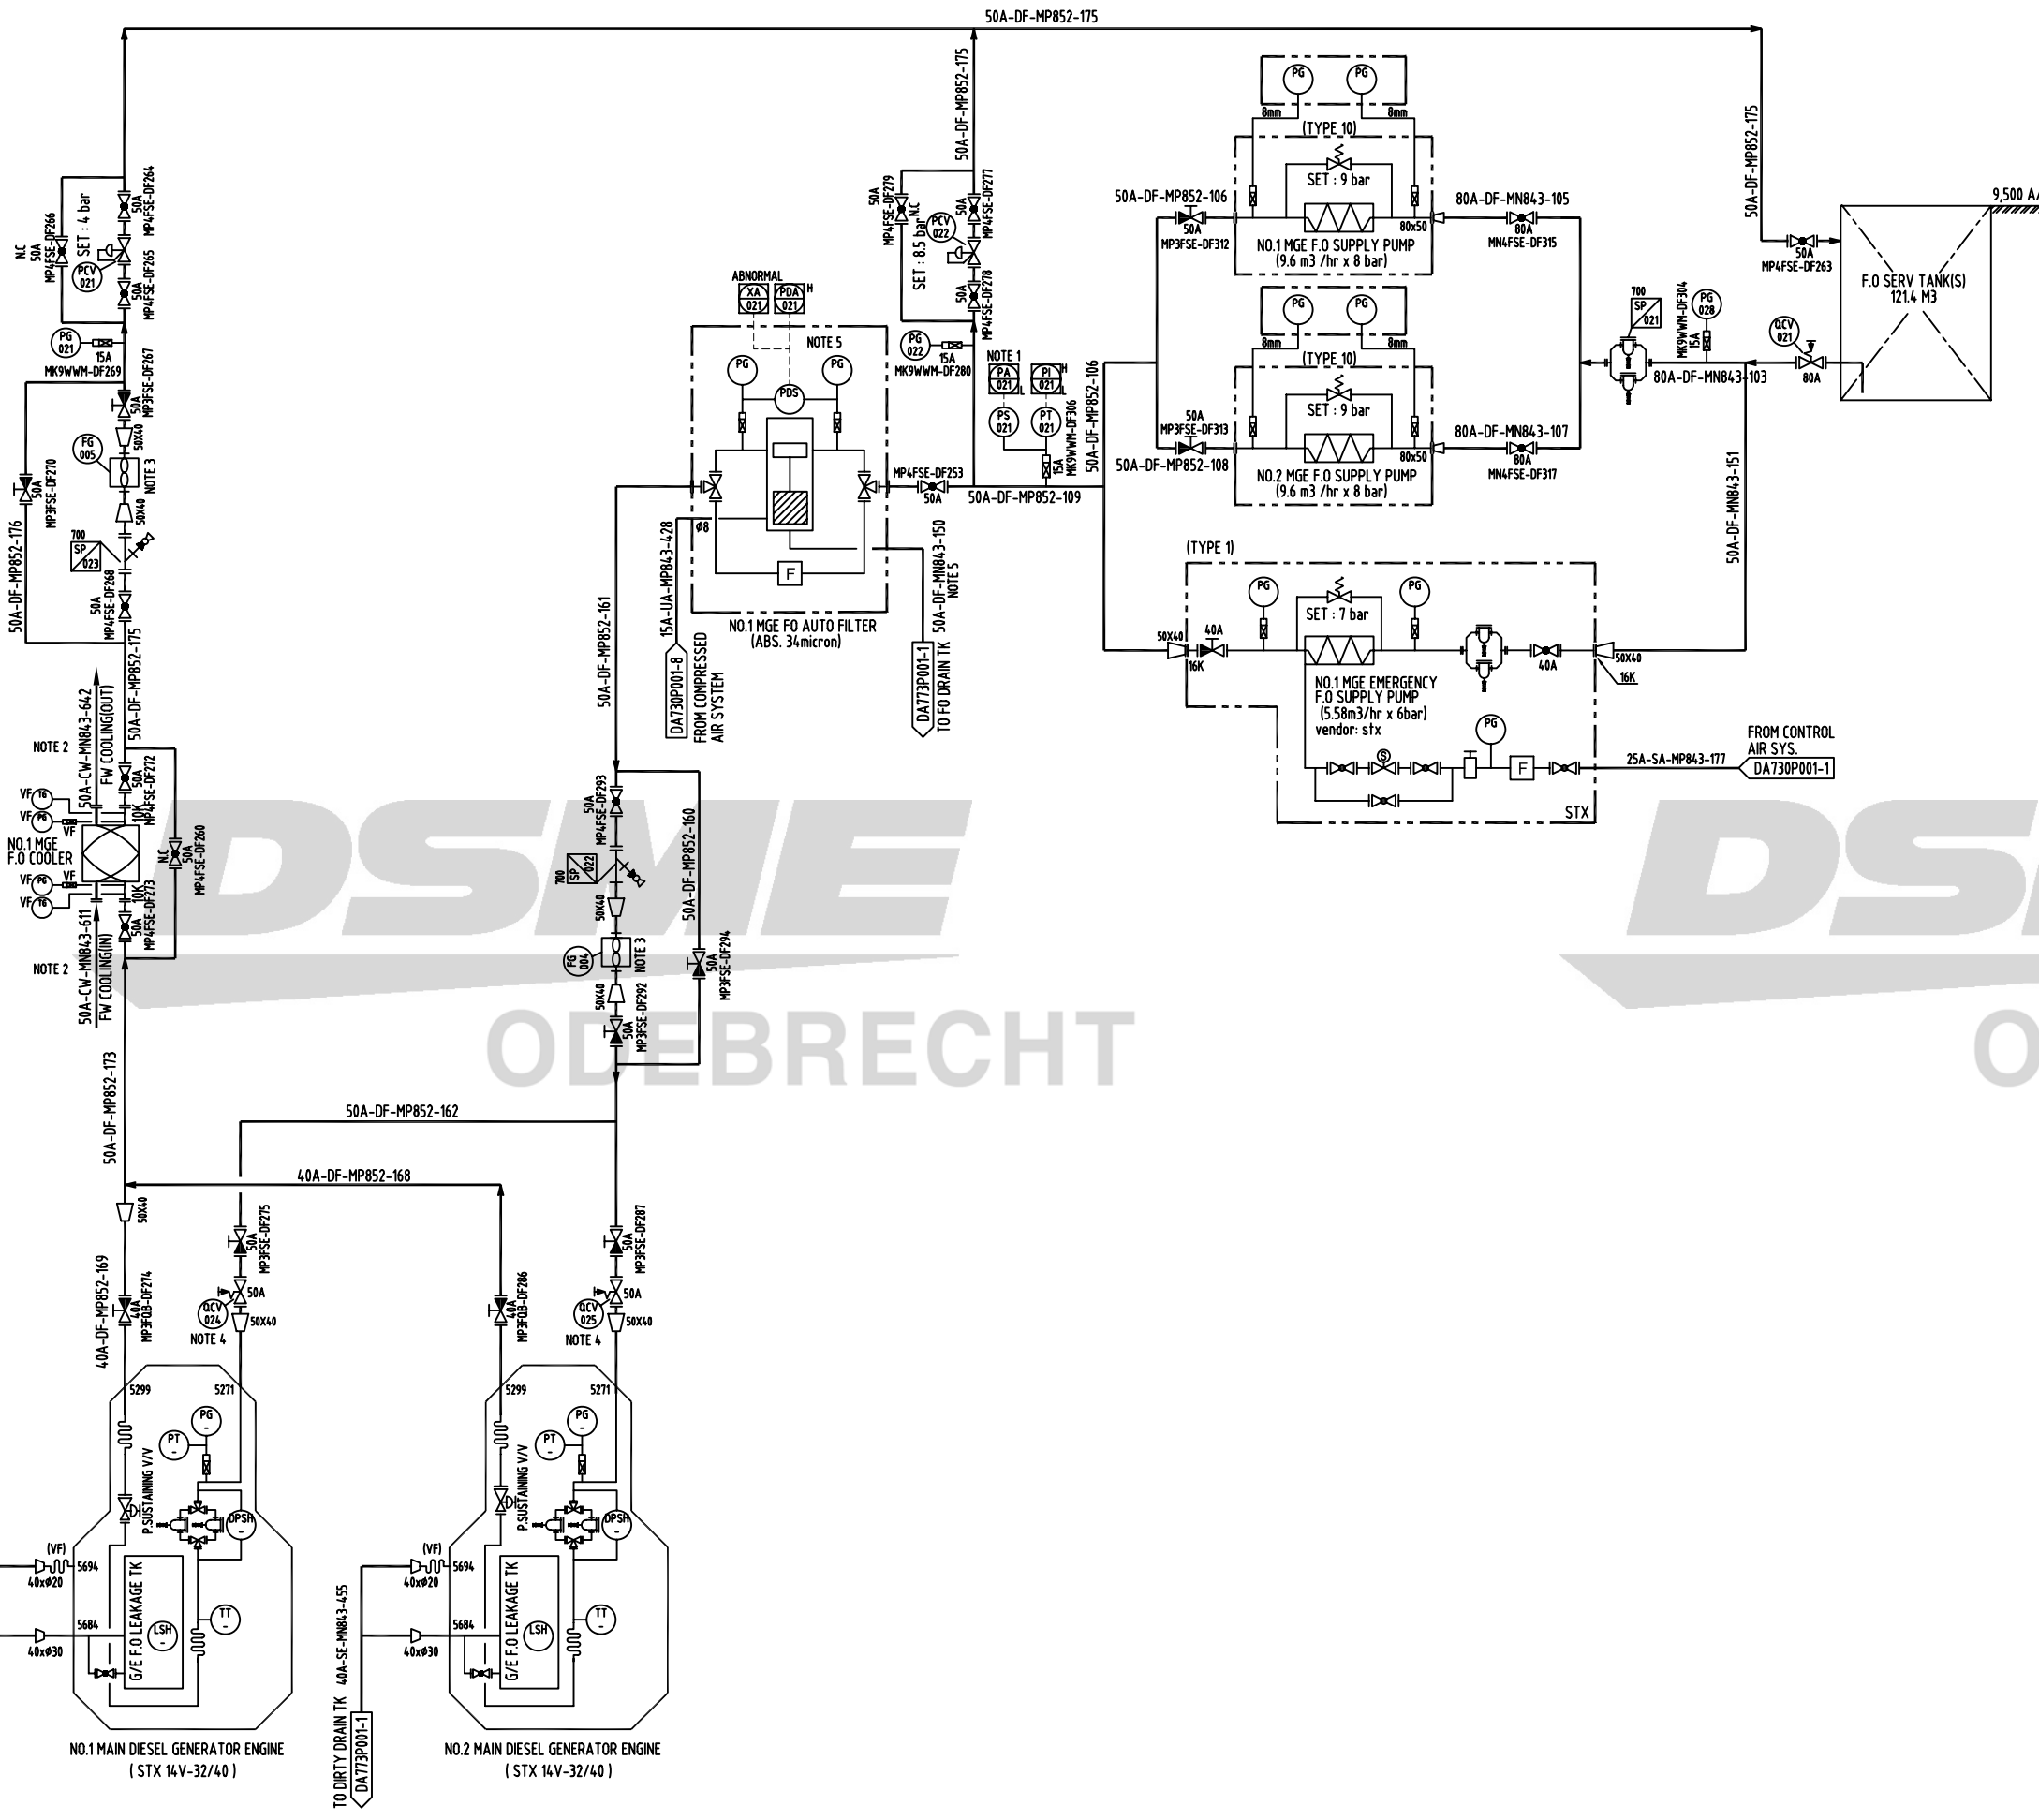 50A-DF-MP852-175
50A-DF-MP852-175
50A-DF-MP852-175
9,500 A/
PG
PG
8mm
8mm
(TYPE 10)
SET : 9 bar
50A-DF-MP852-106
50A
MP3FSE-DF312
80x50
80A-DF-MN843-105
80A
MN4FSE-DF315
NO.1 MGE F.O SUPPLY PUMP
(9.6 m3 /hr x 8 bar)
PG
PG
8mm
8mm
(TYPE 10)
SET : 9 bar
50A
MP3FSE-DF313
50A-DF-MP852-108
80x50
80A-DF-MN843-107
80A
MN4FSE-DF317
NO.2 MGE F.O SUPPLY PUMP
(9.6 m3 /hr x 8 bar)
50A
MP4FSE-DF263
F.O SERV TANK(S)
121.4 M3
700
SP
021
PG
028
15A
MK9WWM-DF304
QCV
021
80A
80A-DF-MN843-103
50A-DF-MN843-151
50A
MP4FSE-DF264
SET : 4 bar
N.C
50A
MP4FSE-DF266
PCV
021
50A
MP4FSE-DF265
PG
021
15A
MK9WWM-DF269
50A
MP3FSE-DF267
50X40
FG
005
NOTE 3
50X40
50A
MP3FSE-DF270
50A-DF-MP852-176
700
SP
023
50A
MP4FSE-DF268
50A-DF-MP852-175
50A
MP4FSE-DF279
N.C
50A
MP4FSE-DF277
PCV
022
SET : 8.5 bar
50A
MP4FSE-DF278
PG
022
15A
MK9WWM-DF280
ABNORMAL
XA
021
PDA
021
H
NOTE 5
PG
PG
PDS
NOTE 1
PA
021
L
PI
021
H
L
PS
021
PT
021
15A
MK9WWM-DF306
50A-DF-MP852-106
MP4FSE-DF253
50A
50A-DF-MP852-109
ø8
F
NO.1 MGE FO AUTO FILTER
(ABS. 34micron)
15A-UA-MP843-428
DA730P001-8
FROM COMPRESSED
AIR SYSTEM
50A-DF-MN843-150
NOTE 5
DA773P001-1
TO FO DRAIN TK
50A-DF-MP852-161
(TYPE 1)
PG
PG
SET : 7 bar
50X40
40A
16K
40A
50X40
16K
NO.1 MGE EMERGENCY
F.O SUPPLY PUMP
(5.58m3/hr x 6bar)
vendor: stx
PG
S
F
STX
25A-SA-MP843-177
FROM CONTROL
AIR SYS.
DA730P001-1
50A-CW-MN843-642
FW COOLING(OUT)
NOTE 2
50A
MP4FSE-DF272
10K
VF TG
VF PG
VF
NO.1 MGE
F.O COOLER
N.C
50A
MP4FSE-DF260
VF PG
VF
VF TG
10K
50A
MP4FSE-DF273
50A-CW-MN843-611
FW COOLING(IN)
NOTE 2
50A
MP4FSE-DF293
700
SP
022
50A-DF-MP852-160
50X40
FG
004
NOTE 3
50X40
50A
MP3FSE-DF294
50A
MP3FSE-DF292
DSME
ODEBRECHT
50A-DF-MP852-173
50A-DF-MP852-162
40A-DF-MP852-168
50X40
50A
MP3FSE-DF275
50A
MP3FSE-DF287
40A-DF-MP852-169
40A
MP3FQB-DF274
50A
QCV
024
50X40
NOTE 4
40A
MP3FQB-DF286
50A
QCV
025
50X40
NOTE 4
5299
5271
PG
-
PT
-
P.SUSTAINING V/V
DPSH
-
(VF)
5694
40xø20
G/E F.O LEAKAGE TK
LSH
-
TT
-
5684
40xø30
NO.1 MAIN DIESEL GENERATOR ENGINE
( STX 14V-32/40 )
5299
5271
PG
-
PT
-
P.SUSTAINING V/V
DPSH
-
(VF)
5694
40xø20
G/E F.O LEAKAGE TK
LSH
TT
-
5684
40xø30
NO.2 MAIN DIESEL GENERATOR ENGINE
( STX 14V-32/40 )
40A-SE-MN843-455
TO DIRTY DRAIN TK
DA773P001-1